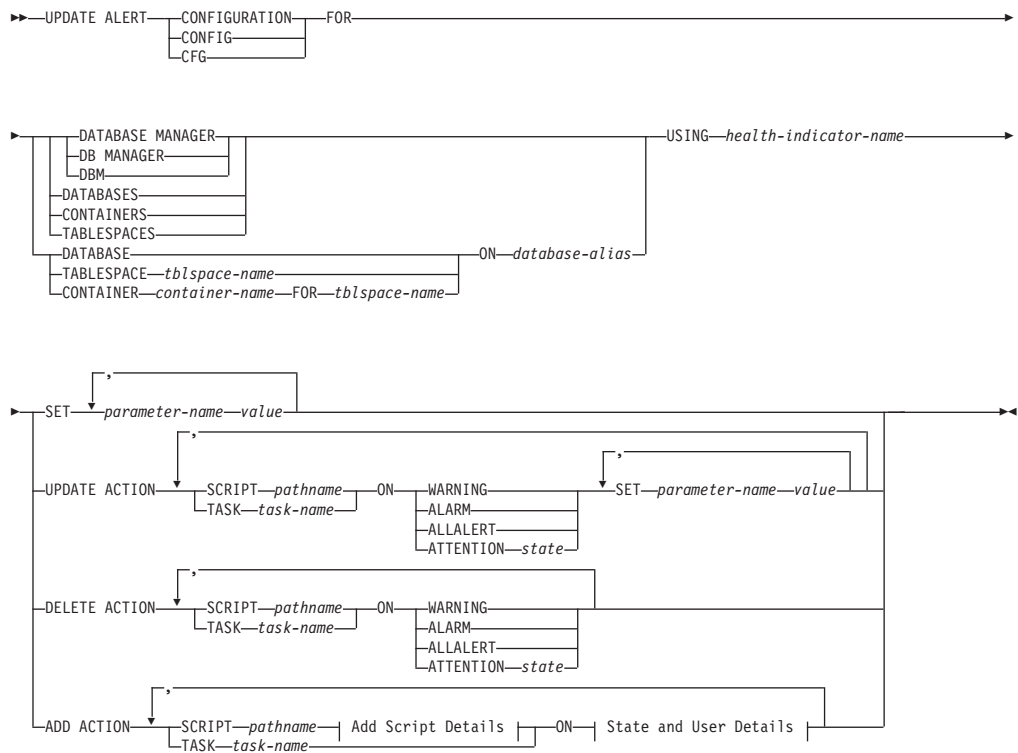 UPDATE ALERT CONFIGURATION FOR
CONFIG
CFG
DATABASE MANAGER USING health-indicator-name
DB MANAGER
DBM
DATABASES
CONTAINERS
TABLESPACES
DATABASE ON database-alias
TABLESPACE tblspace-name
CONTAINER container-name FOR tblspace-name
,
SET parameter-name value
,
,
UPDATE ACTION SCRIPT pathname ON WARNING SET parameter-name value
TASK task-name ALARM
ALLALERT
ATTENTION state
,
DELETE ACTION SCRIPT pathname ON WARNING
TASK task-name ALARM
ALLALERT
ATTENTION state
,
ADD ACTION SCRIPT pathname Add Script Details ON State and User Details
TASK task-name